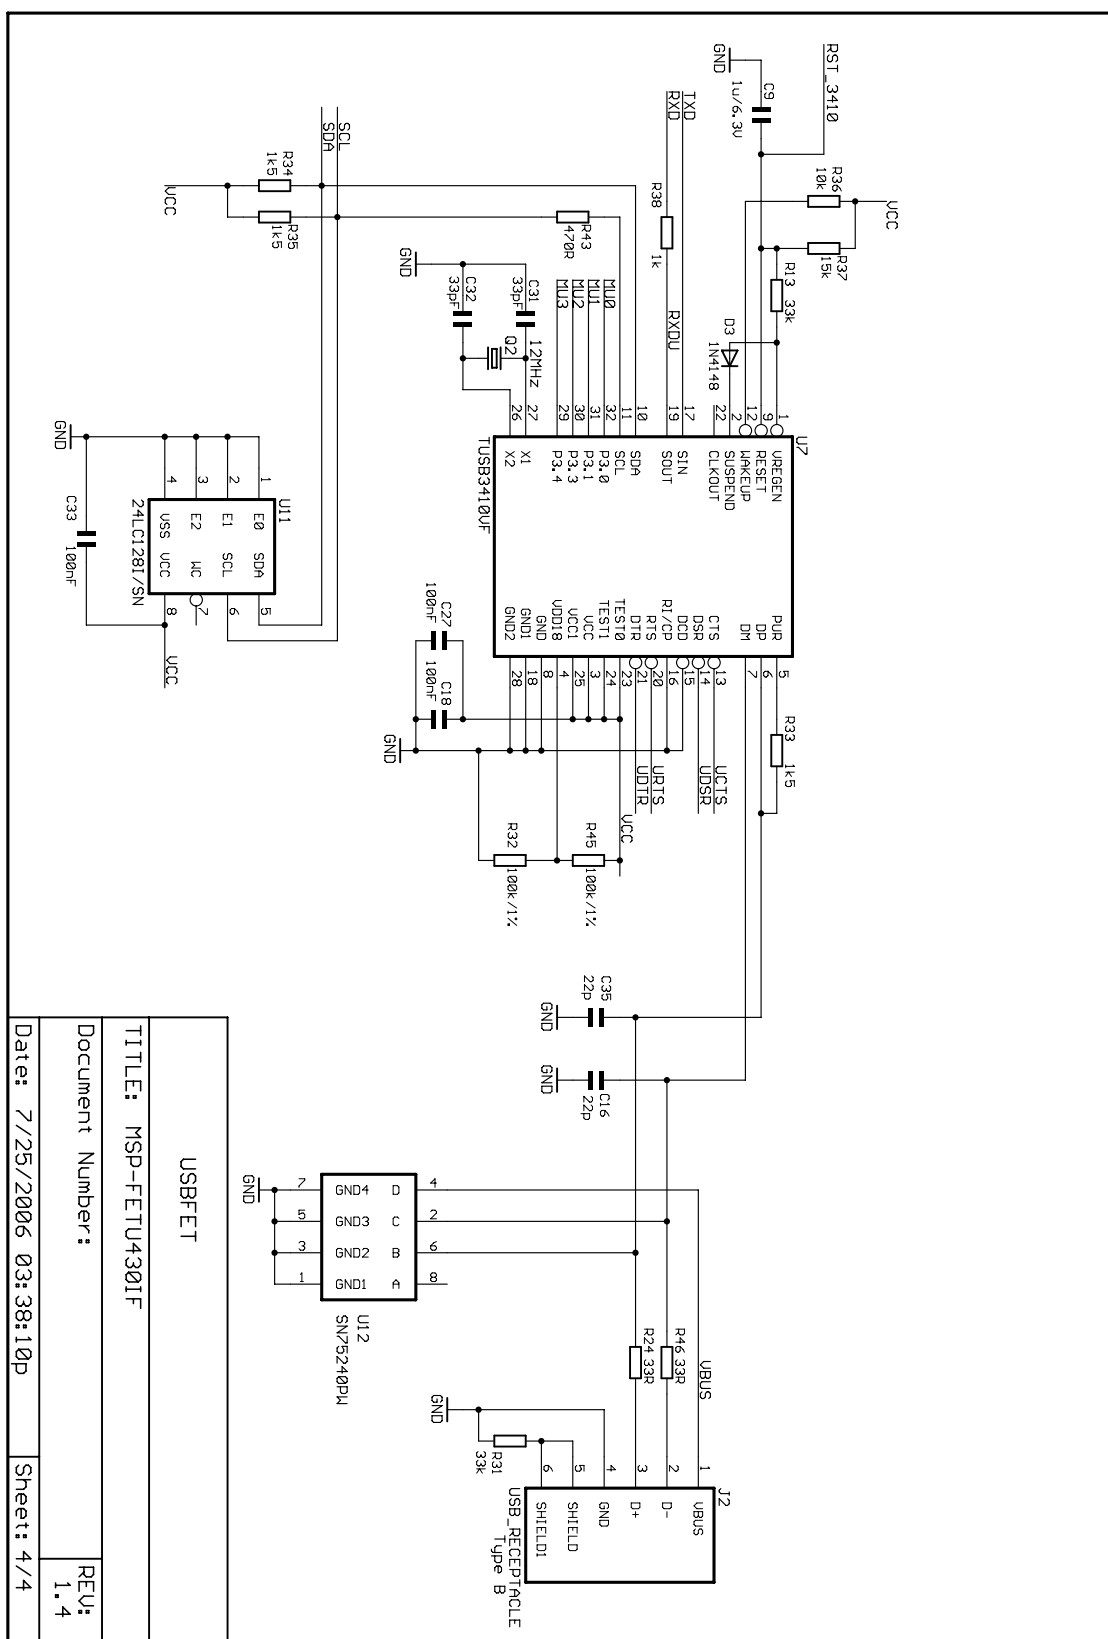 RST_3410
GND
C9
1u/6.3V
R36
10k
VCC
R37
15k
R13
33k
D3
1N4148
TXD
RXD
R38
1k
RXDU
SCL
SDA
R34
1k5
VCC
R35
1k5
R43
470R
GND
C32
33pF
C31
33pF
Q2
12MHz
MU0
MU1
MU2
MU3
U7
TUSB3410VF
1 VREGEN
9 RESET
12 WAKEUP
2 SUSPEND
22 CLKOUT
17 SIN
19 SOUT
10 SDA
11 SCL
32 P3.0
31 P3.1
30 P3.3
29 P3.4
27 X1
26 X2
PUR 5
DP 6
DM 7
CTS 13
DSR 14
DCD 15
RI/CP 16
RTS 20
DTR 21
TEST0 23
TEST1 24
VCC 3
VCC1 25
VDD18 4
GND 8
GND1 18
GND2 28
U11
24LC128I/SN
1 E0
2 E1
3 E2
4 VSS
SDA 5
SCL 6
WC 7
VCC 8
GND
C33
100nF
VCC
C27
100nF
C18
100nF
GND
R33
1k5
UCTS
UDSR
URTS
UDTR
VCC
R32
100k/1%
R45
100k/1%
C35
22p
GND
C16
22p
GND
U12
SN75240PW
7 GND4 D 4
5 GND3 C 2
3 GND2 B 6
1 GND1 A 8
GND
R24 33R
R46 33R
VBUS
GND
R31
33k
J2
1 VBUS
2 D-
3 D+
4 GND
5 SHIELD
6 SHIELD1
USB_RECEPTACLE
Type B
USBFET
TITLE: MSP-FETU430IF
Document Number:
REV:
1.4
Date: 7/25/2006 03:38:10p
Sheet: 4/4